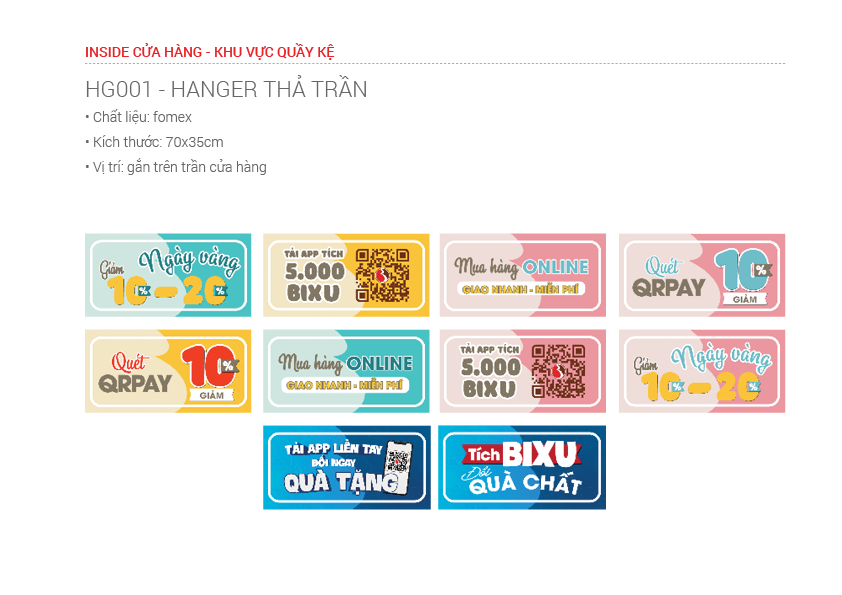 INSIDE CỬA HÀNG - KHU VỰC QUẦY KỆ
HG001 - HANGER THẢ TRẦN
• Chất liệu: fomex
• Kích thước: 70x35cm
• Vị trí: gắn trên trần cửa hàng
Ngày vàng
Giảm
10% - 20%
TẢI APP TÍCH
5.000
BIXU
Mua hàng ONLINE
GIAO NHANH - MIỄN PHÍ
Quét
QRPAY
10%
GIẢM
Quét
QRPAY
10%
GIẢM
Mua hàng ONLINE
GIAO NHANH - MIỄN PHÍ
TẢI APP TÍCH
5.000
BIXU
Ngày vàng
Giảm
10% - 20%
TẢI APP LIỀN TAY
ĐỔI NGAY
QUÀ TẶNG
Tích BIXU
Đổi
QUÀ CHẤT